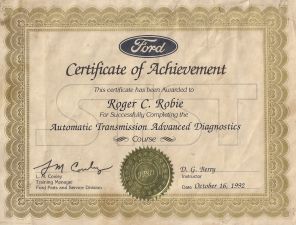 Ford
Certificate of Achievement
This certificate has been Awarded to
Roger C. Robie
For Successfully Completing the
Automatic Transmission Advanced Diagnostics
Course
D. G. Berry
Instructor
Training Manager
Ford Parts and Service Division
Date October 16, 1992